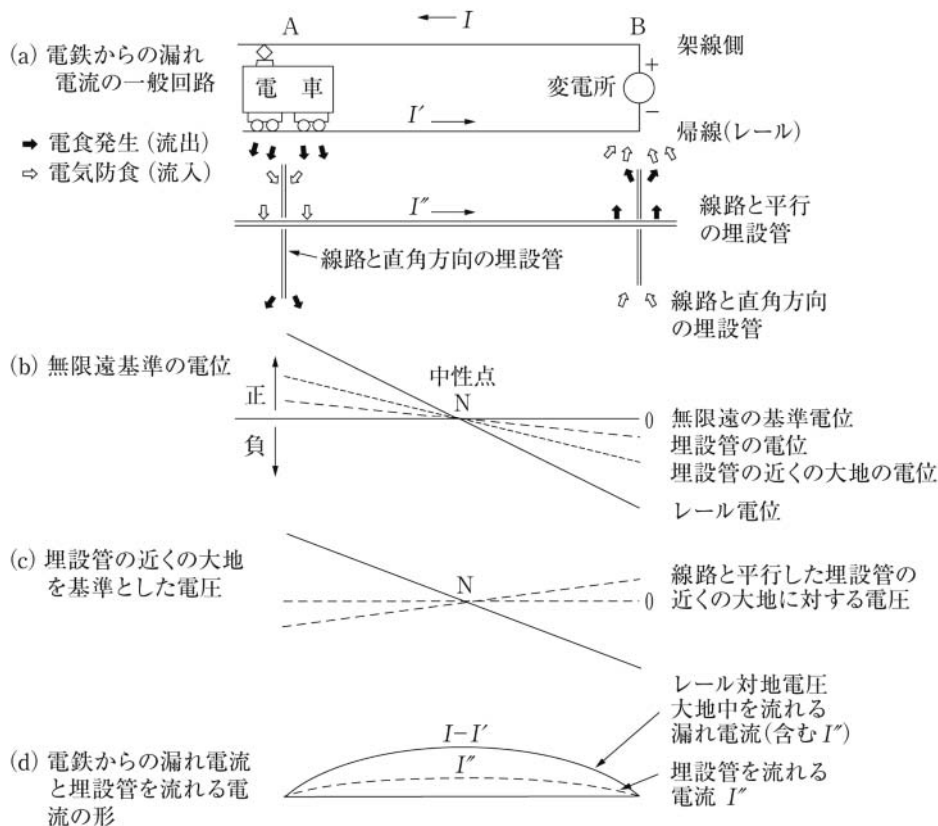 A
I
B
(a) 電鉄からの漏れ
電流の一般回路
架線側
電 車
変電所
+
−
I′
帰線(レール)
電食発生 (流出)
電気防食 (流入)
I″
線路と平行
の埋設管
線路と直角方向の埋設管
線路と直角方向
の埋設管
(b) 無限遠基準の電位
正
負
中性点
N
0 無限遠の基準電位
埋設管の電位
埋設管の近くの大地の電位
レール電位
(c) 埋設管の近くの大地
を基準とした電圧
N
0
線路と平行した埋設管の
近くの大地に対する電圧
レール対地電圧
大地中を流れる
漏れ電流(含む I″)
(d) 電鉄からの漏れ電流
と埋設管を流れる電
流の形
I−I′
I″
埋設管を流れる
電流 I″